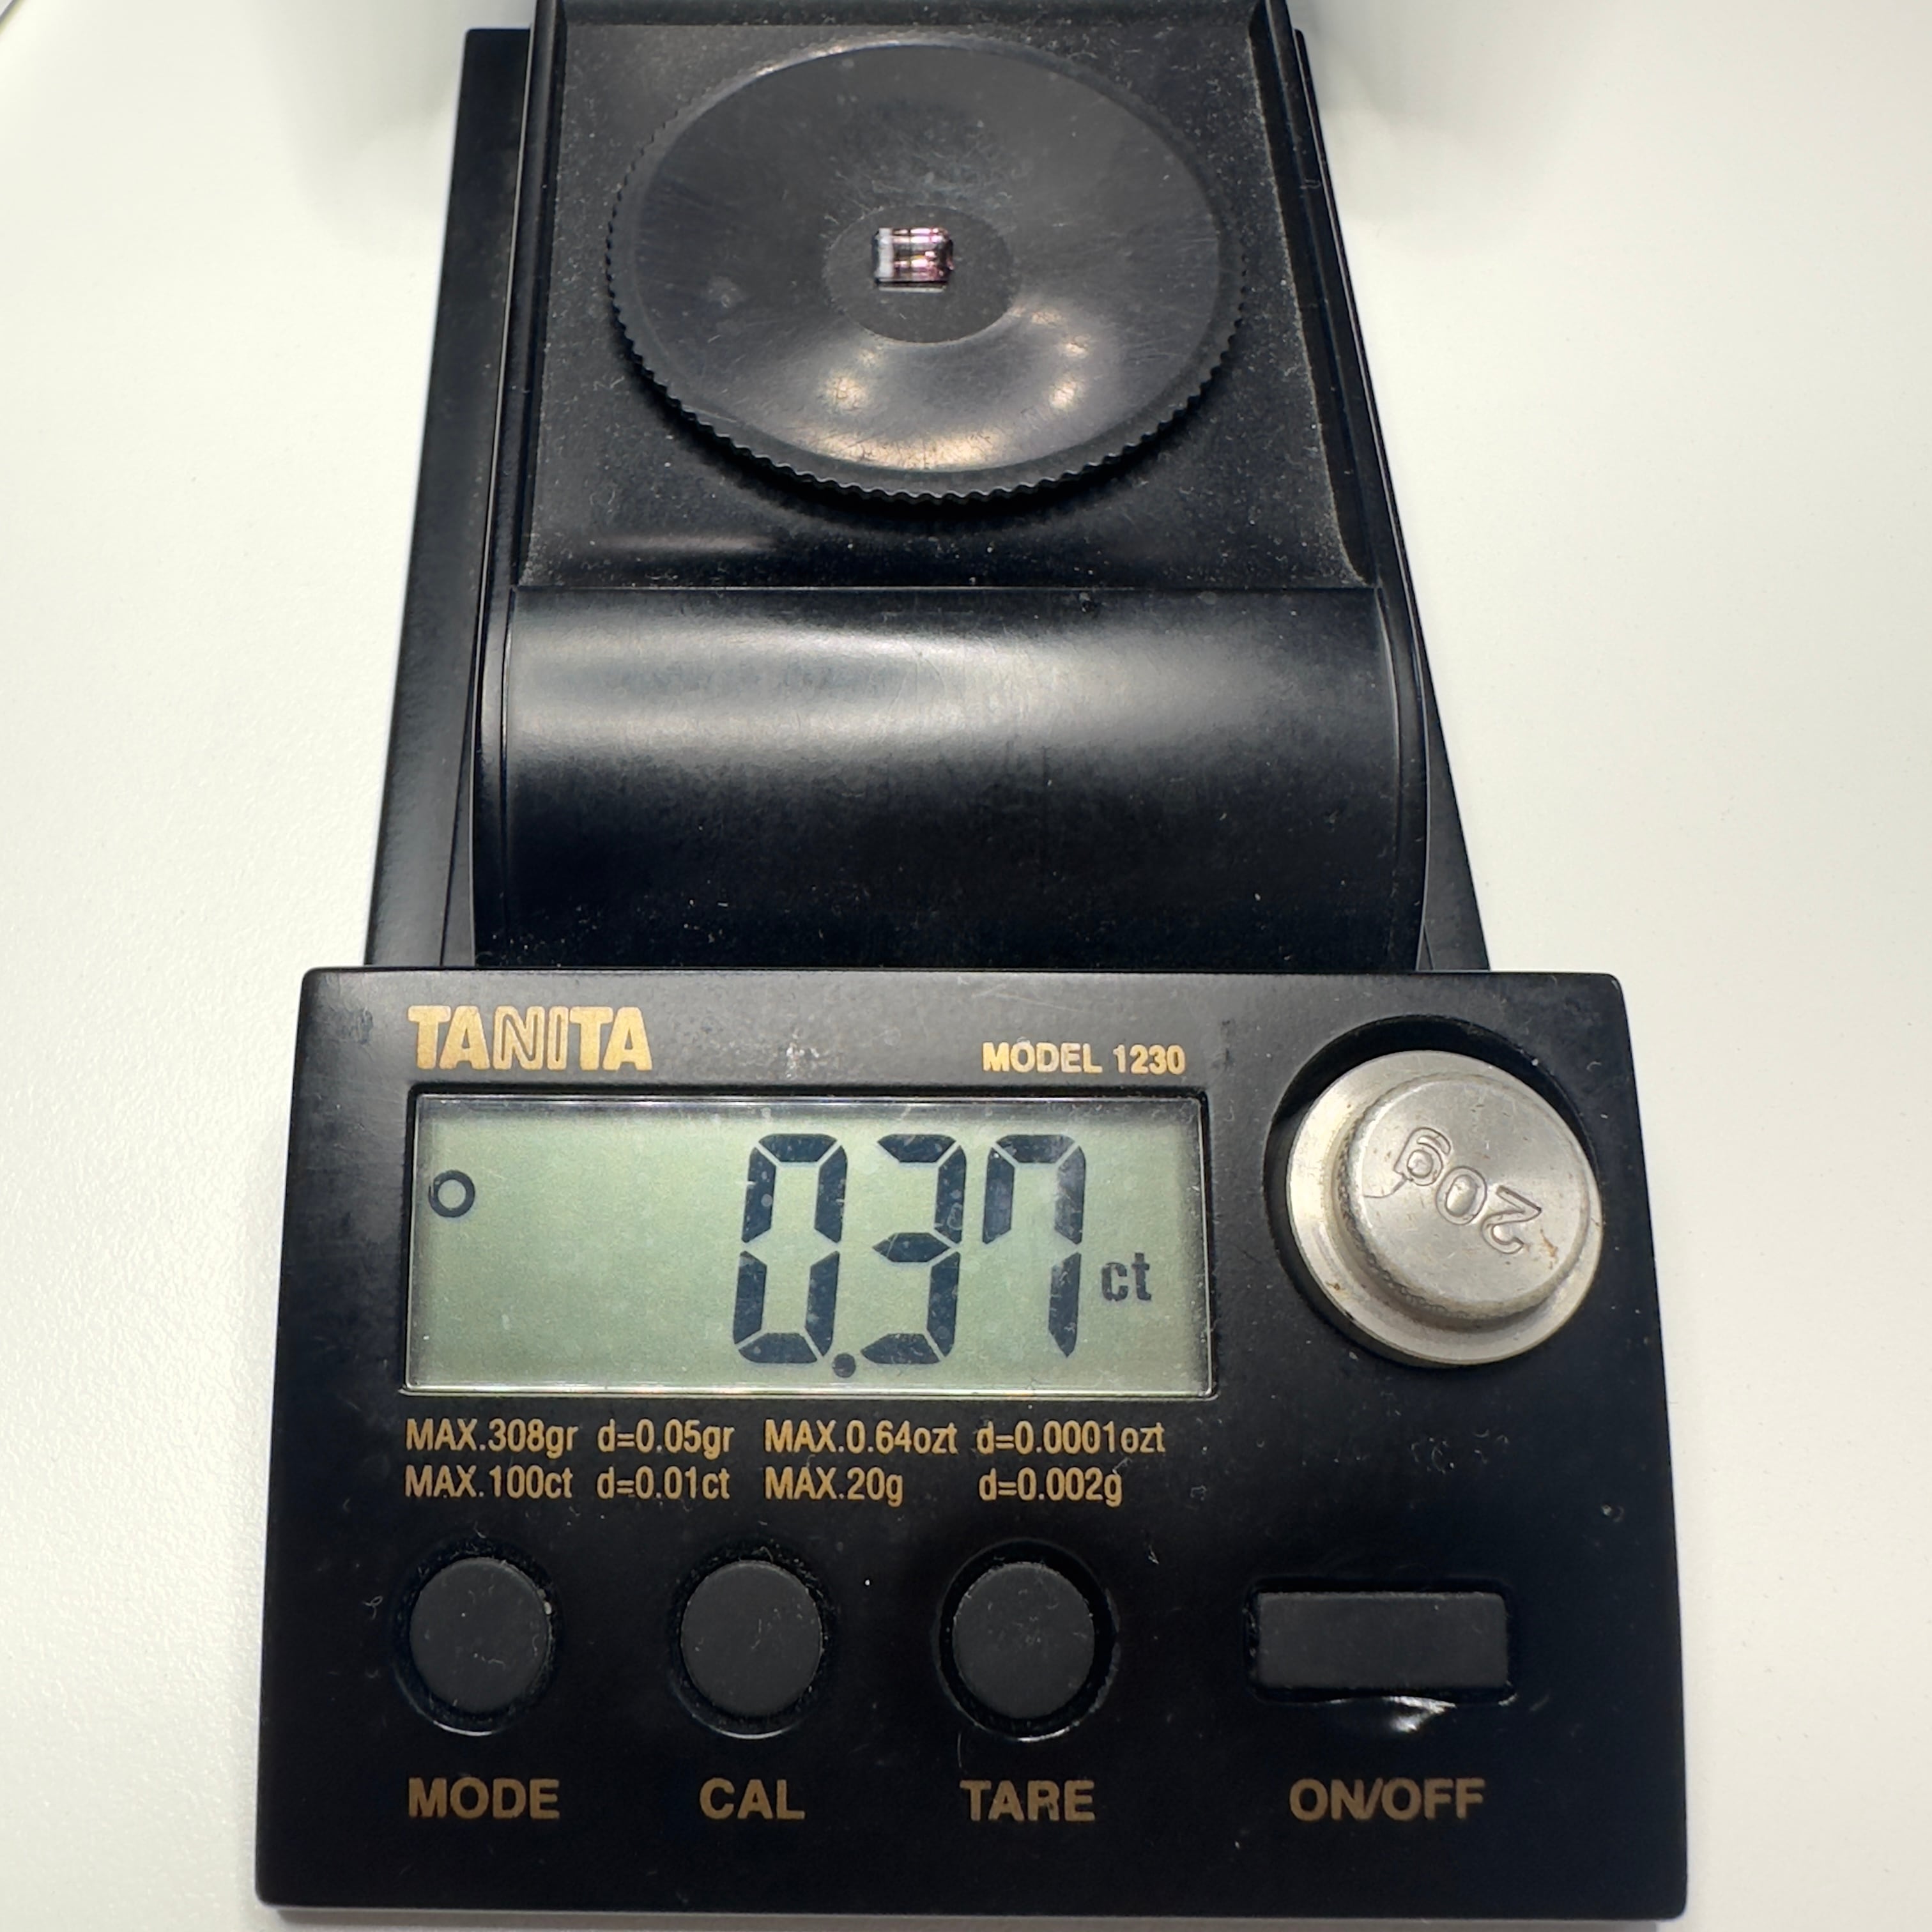 TANITA
MODEL 1230
0.37 ct
20g
MAX.308gr d=0.05gr MAX.0.64ozt d=0.0001ozt
MAX.100ct d=0.01ct MAX.20g d=0.002g
MODE CAL TARE ON/OFF